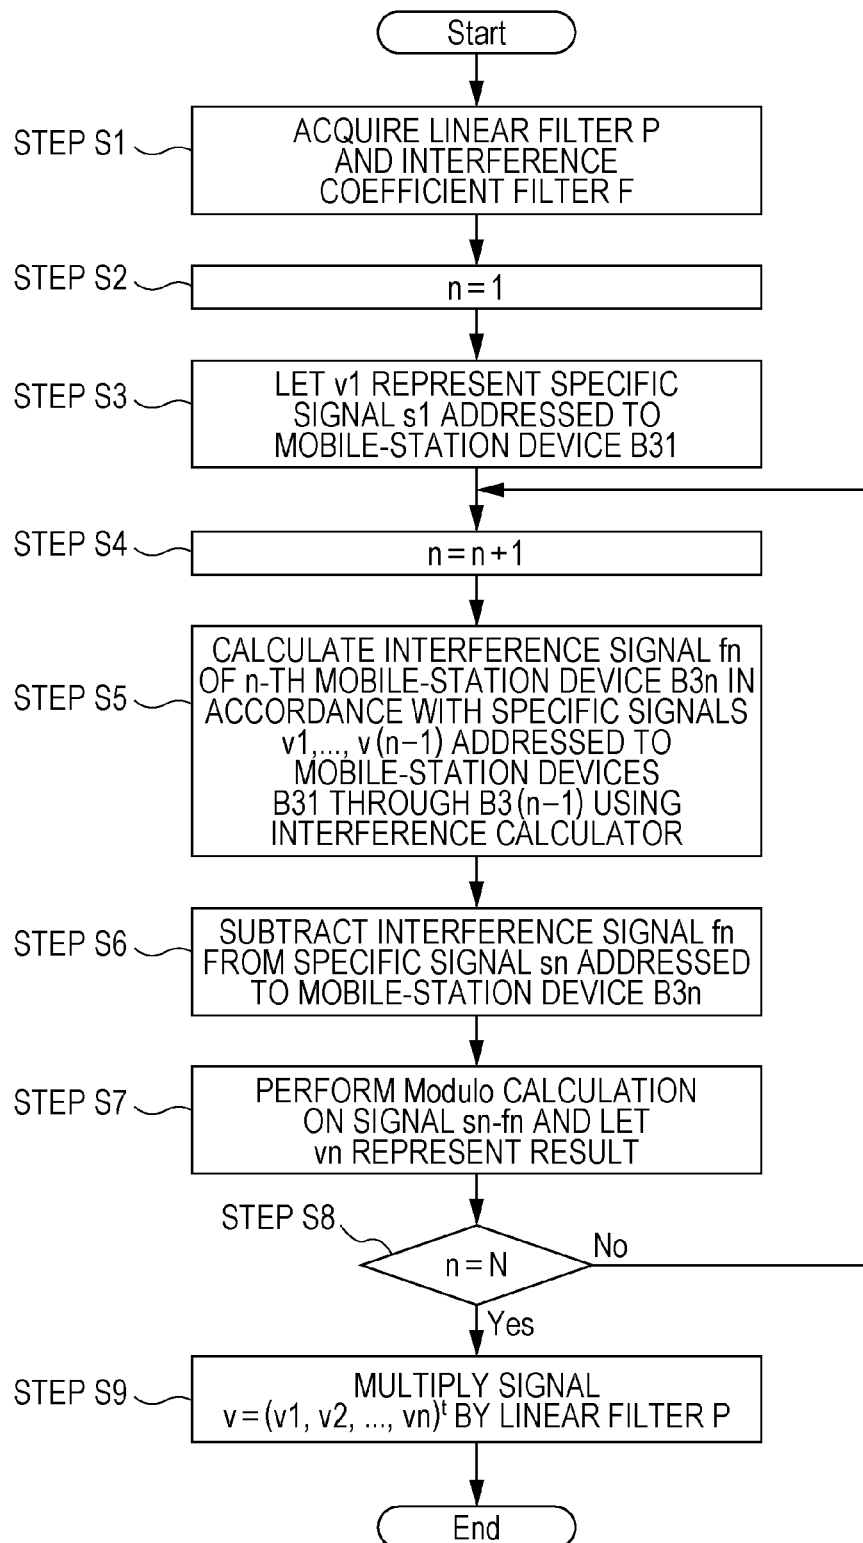 Start
STEP S1
ACQUIRE LINEAR FILTER P
AND INTERFERENCE
COEFFICIENT FILTER F
STEP S2
n = 1
STEP S3
LET v1 REPRESENT SPECIFIC
SIGNAL s1 ADDRESSED TO
MOBILE-STATION DEVICE B31
STEP S4
n = n + 1
STEP S5
CALCULATE INTERFERENCE SIGNAL fn
OF n-TH MOBILE-STATION DEVICE B3n IN
ACCORDANCE WITH SPECIFIC SIGNALS
v1,..., v(n−1) ADDRESSED TO
MOBILE-STATION DEVICES
B31 THROUGH B3(n−1) USING
INTERFERENCE CALCULATOR
STEP S6
SUBTRACT INTERFERENCE SIGNAL fn
FROM SPECIFIC SIGNAL sn ADDRESSED
TO MOBILE-STATION DEVICE B3n
STEP S7
PERFORM Modulo CALCULATION
ON SIGNAL sn-fn AND LET
vn REPRESENT RESULT
STEP S8
n = N
No
Yes
STEP S9
MULTIPLY SIGNAL
v = (v1, v2, ..., vn)ᵗ BY LINEAR FILTER P
End